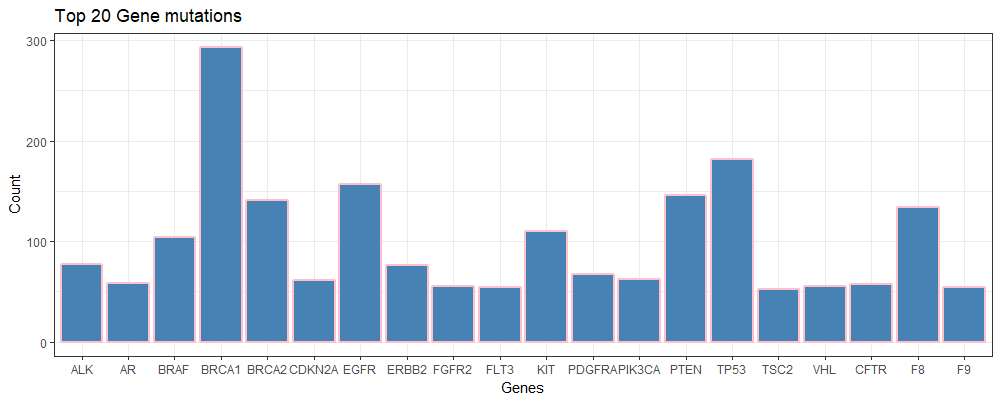 Top 20 Gene mutations
300
200
100
0
Count
ALK AR BRAF BRCA1 BRCA2 CDKN2A EGFR ERBB2 FGFR2 FLT3 KIT PDGFRA PIK3CA PTEN TP53 TSC2 VHL CFTR F8 F9
Genes